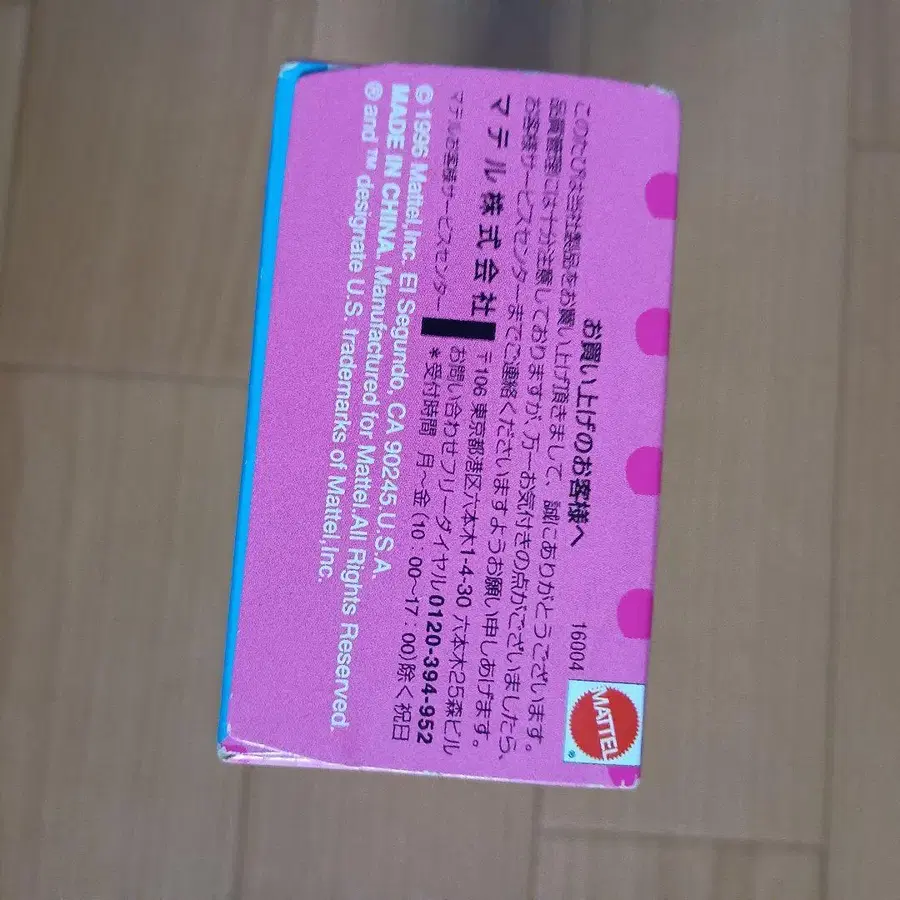 お買い上げのお客様へ
16004
MATTEL
®
このたびは当社製品をお買い上げ頂きまして、誠にありがとうございます。
品質管理には十分注意しておりますが、万一お気付きの点がございましたら、
お客様サービスセンターまでご連絡くださいますようお願い申しあげます。
マテル株式会社 〒106 東京都港区六本木1-4-30 六本木25森ビル
マテルお客様サービスセンター お問い合わせフリーダイヤル 0120-394-952
*受付時間 月~金(10:00~17:00)除く祝日
© 1996 Mattel,Inc. El Segundo, CA 90245.U.S.A.
MADE IN CHINA. Manufactured for Mattel.All Rights Reserved.
® and ™ designate U.S. trademarks of Mattel,Inc.